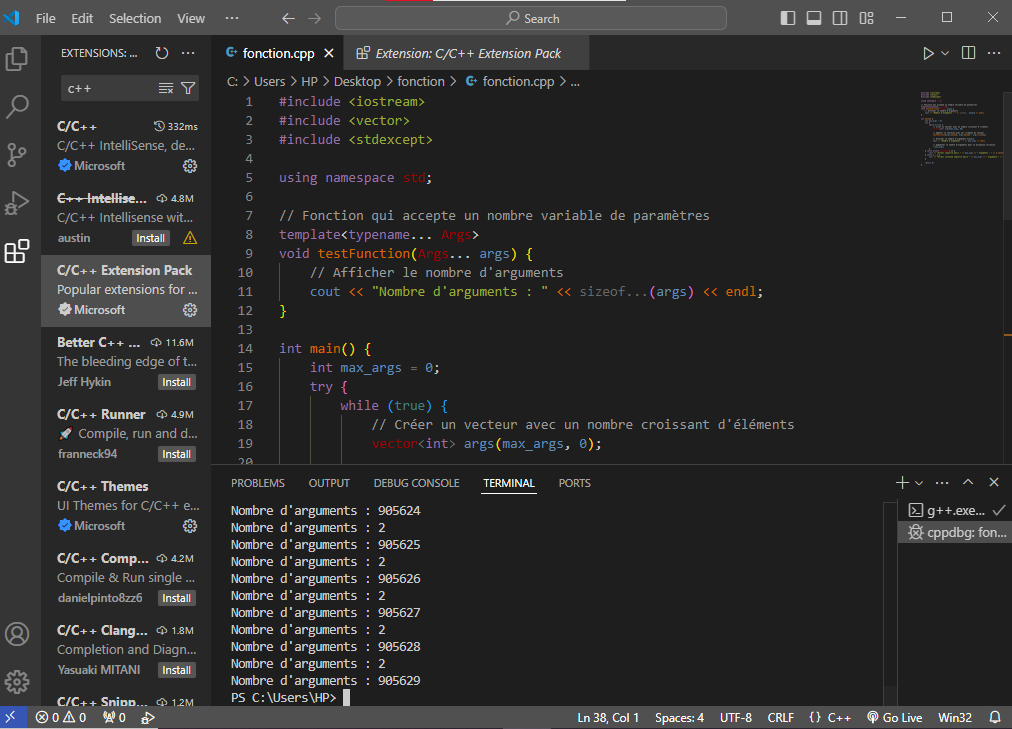 File Edit Selection View ··· Search
EXTENSIONS: ... ···
c++
C/C++ 332ms
C/C++ IntelliSense, de...
Microsoft
C++ Intellise... 4.8M
C/C++ Intellisense wit...
austin Install
C/C++ Extension Pack
Popular extensions for ...
Microsoft
Better C++ ... 11.6M
The bleeding edge of t...
Jeff Hykin Install
C/C++ Runner 4.9M
🚀 Compile, run and d...
franneck94 Install
C/C++ Themes
UI Themes for C/C++ e...
Microsoft
C/C++ Comp... 4.2M
Compile & Run single ...
danielpinto8zz6 Install
C/C++ Clang... 1.8M
Completion and Diagn...
Yasuaki MITANI Install
C/C++ Snipp... 1.2M
fonction.cpp Extension: C/C++ Extension Pack
C: > Users > HP > Desktop > fonction > fonction.cpp > ...
1 #include <iostream>
2 #include <vector>
3 #include <stdexcept>
4
5 using namespace std;
6
7 // Fonction qui accepte un nombre variable de paramètres
8 template<typename... Args>
9 void testFunction(Args... args) {
10 // Afficher le nombre d'arguments
11 cout << "Nombre d'arguments : " << sizeof...(args) << endl;
12 }
13
14 int main() {
15 int max_args = 0;
16 try {
17 while (true) {
18 // Créer un vecteur avec un nombre croissant d'éléments
19 vector<int> args(max_args, 0);
20
PROBLEMS OUTPUT DEBUG CONSOLE TERMINAL PORTS
Nombre d'arguments : 905624
Nombre d'arguments : 2
Nombre d'arguments : 905625
Nombre d'arguments : 2
Nombre d'arguments : 905626
Nombre d'arguments : 2
Nombre d'arguments : 905627
Nombre d'arguments : 2
Nombre d'arguments : 905628
Nombre d'arguments : 2
Nombre d'arguments : 905629
PS C:\Users\HP>
g++.exe...
cppdbg: fon...
0 0 0 Ln 38, Col 1 Spaces: 4 UTF-8 CRLF {} C++ Go Live Win32